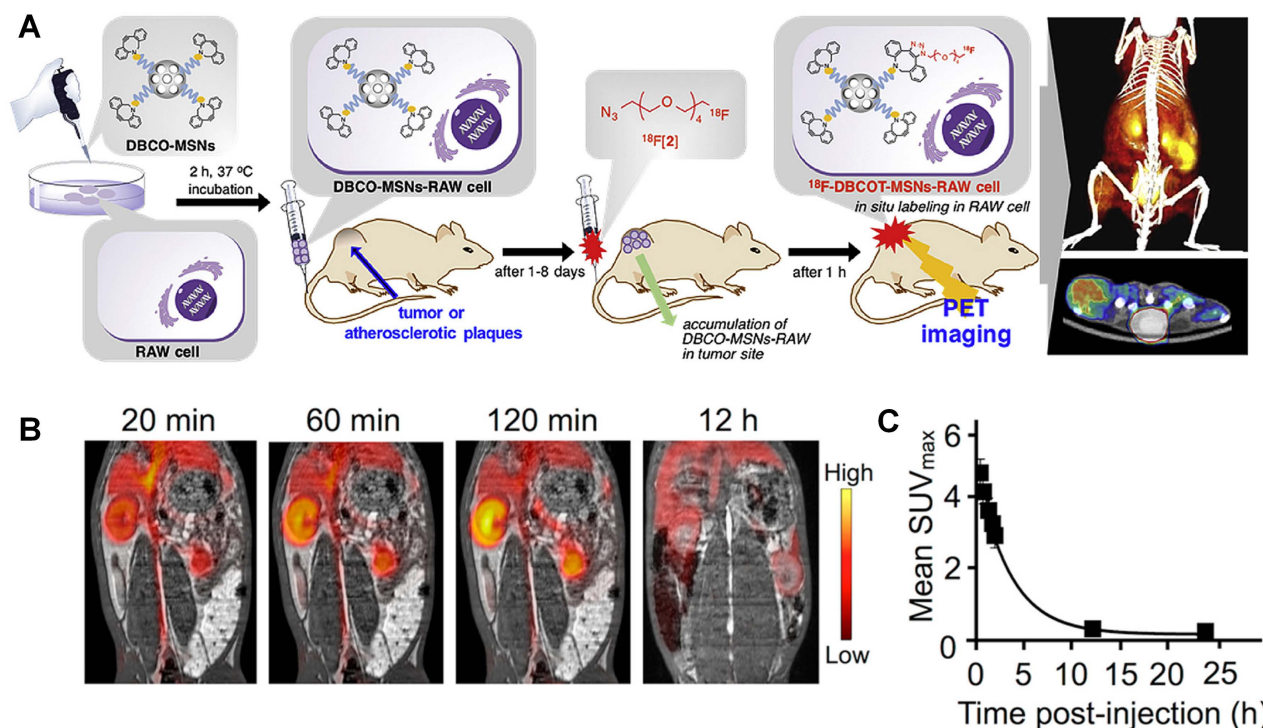 A
DBCO-MSNs
2 h, 37 ºC
incubation
RAW cell
DBCO-MSNs-RAW cell
tumor or
atherosclerotic plaques
after 1-8 days
N₃
O
4
¹⁸F
¹⁸F[2]
accumulation of
DBCO-MSNs-RAW
in tumor site
after 1 h
¹⁸F-DBCOT-MSNs-RAW cell
in situ labeling in RAW cell
PET
imaging
B
20 min
60 min
120 min
12 h
High
Low
C
Mean SUVmax
6
4
2
0
0
5
10
15
20
25
Time post-injection (h)